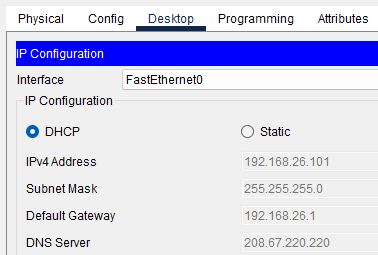 Physical Config Desktop Programming Attributes
IP Configuration
Interface FastEthernet0
IP Configuration
DHCP Static
IPv4 Address 192.168.26.101
Subnet Mask 255.255.255.0
Default Gateway 192.168.26.1
DNS Server 208.67.220.220